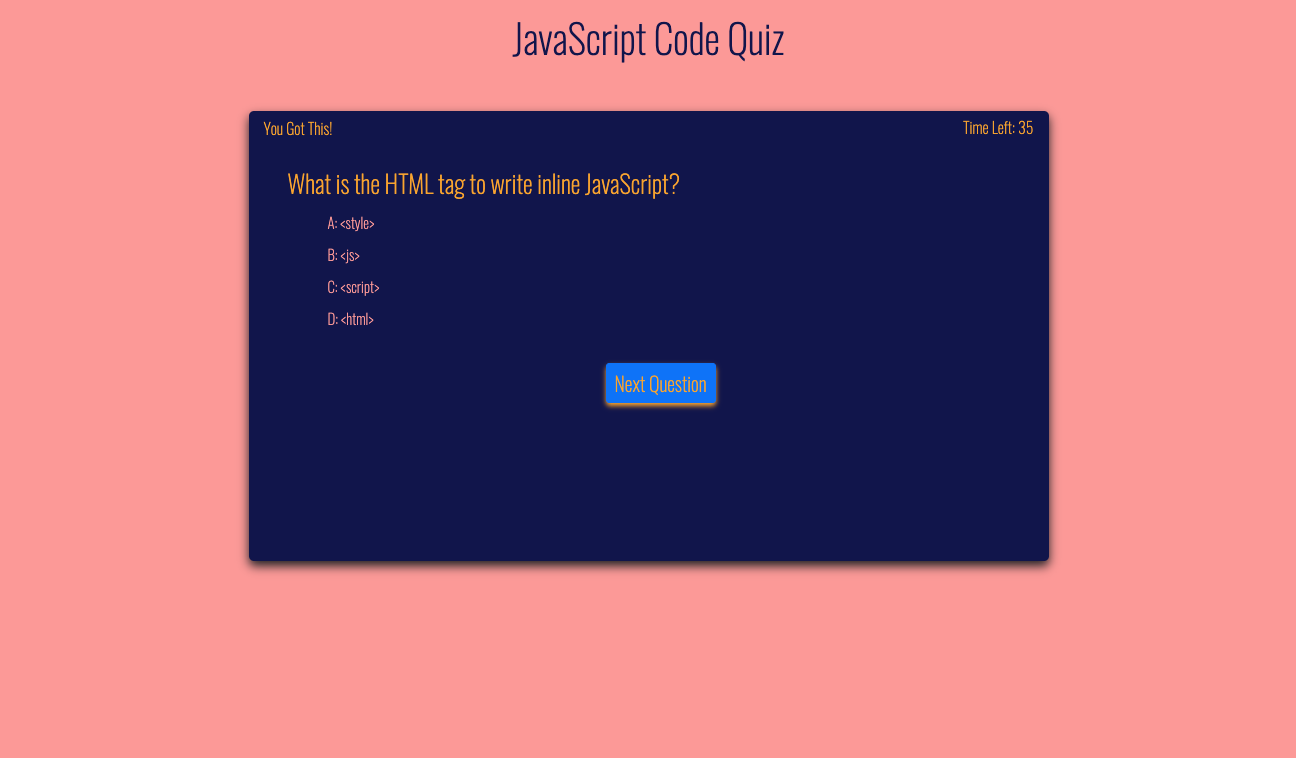 JavaScript Code Quiz
You Got This!
Time Left: 35
What is the HTML tag to write inline JavaScript?
A: <style>
B: <js>
C: <script>
D: <html>
Next Question